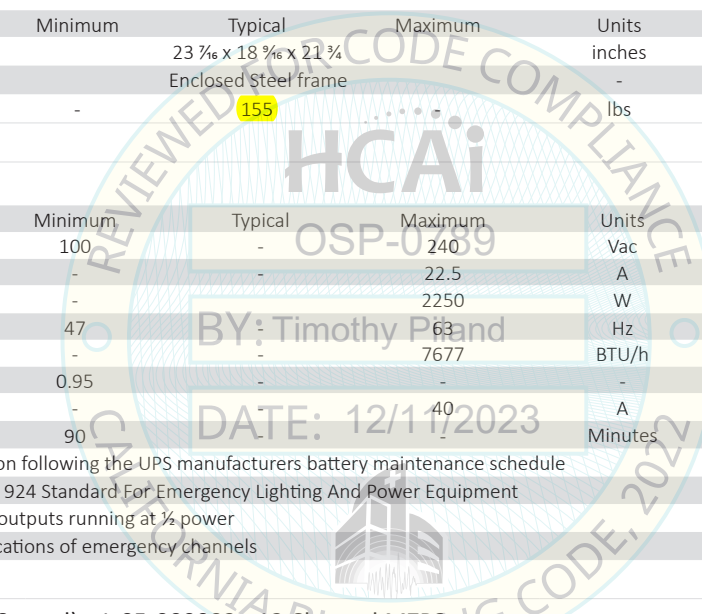 Minimum Typical Maximum Units
23 ⁷⁄₁₆ x 18 ⁹⁄₁₆ x 21 ¾ inches
Enclosed Steel frame -
- 155 - lbs
Minimum Typical Maximum Units
100 - 240 Vac
- - 22.5 A
- 2250 W
47 - 63 Hz
- - 7677 BTU/h
0.95 - - -
- - 40 A
90 - - Minutes
on following the UPS manufacturers battery maintenance schedule
924 Standard For Emergency Lighting And Power Equipment
outputs running at ½ power
cations of emergency channels
REVIEWED FOR CODE COMPLIANCE
HCAi
OSP-0789
BY: Timothy Piland
DATE: 12/11/2023
CALIFORNIA BUILDING CODE, 2022